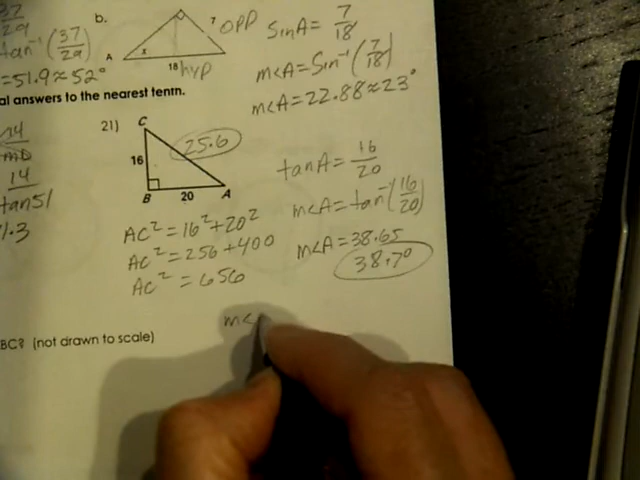 37
29
tan⁻¹(37/29)
=51.9≈52°
b.
A
x
7 OPP
18 hyp
sinA = 7/18
m<A = sin⁻¹(7/18)
m<A = 22.88≈23°
al answers to the nearest tenth.
14
14
tan51
1.3
21)
C
16
25.6
B
20
A
AC² = 16² + 20²
AC² = 256 + 400
AC² = 656
tanA = 16/20
m<A = tan⁻¹(16/20)
m<A = 38.65
38.7°
m<
BC? (not drawn to scale)